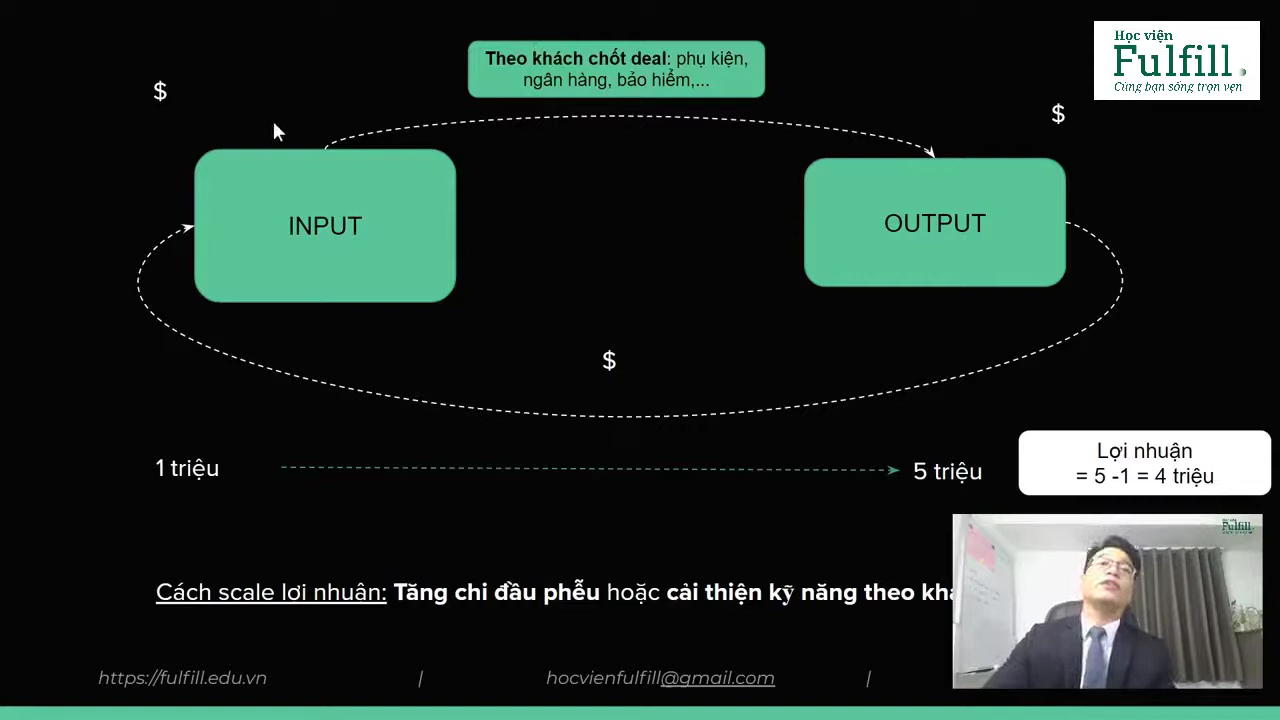 Học viện
Fulfill.
Cùng bạn sống trọn vẹn
Theo khách chốt deal: phụ kiện,
ngân hàng, bảo hiểm,...
$
$
INPUT
OUTPUT
$
1 triệu
5 triệu
Lợi nhuận
= 5 -1 = 4 triệu
Fulfill.
Cách scale lợi nhuận: Tăng chi đầu phễu hoặc cải thiện kỹ năng theo
https://fulfill.edu.vn | hocvienfulfill@gmail.com |